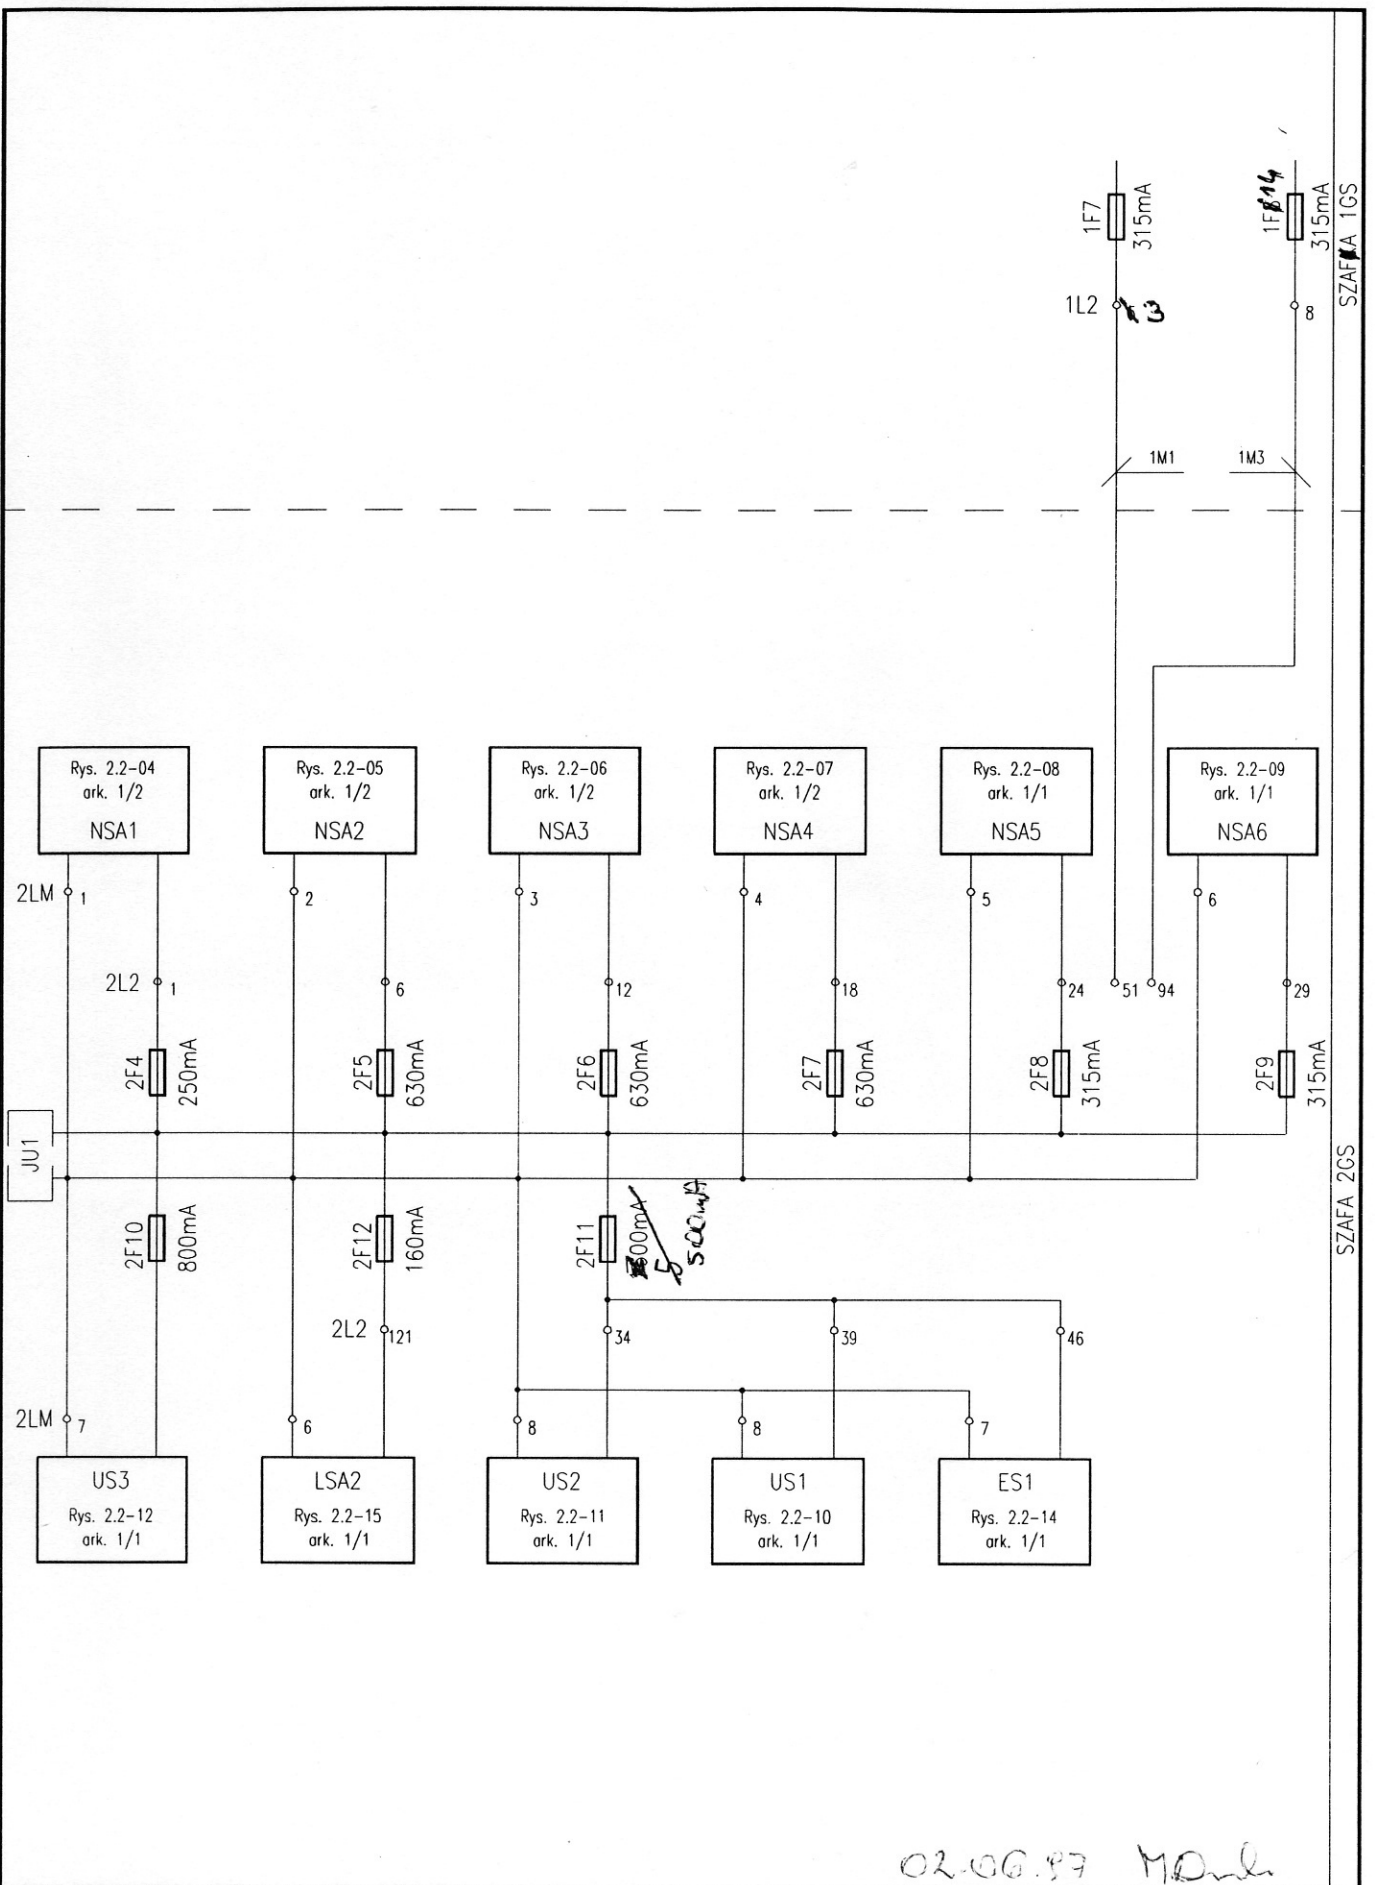 1F7
315mA
1F814
315mA
SZAFKA 1GS
1L2
3
8
1M1
1M3
Rys. 2.2-04
ark. 1/2
NSA1
Rys. 2.2-05
ark. 1/2
NSA2
Rys. 2.2-06
ark. 1/2
NSA3
Rys. 2.2-07
ark. 1/2
NSA4
Rys. 2.2-08
ark. 1/1
NSA5
Rys. 2.2-09
ark. 1/1
NSA6
2LM
1
2
3
4
5
6
2L2
1
6
12
18
24
51
94
29
2F4
250mA
2F5
630mA
2F6
630mA
2F7
630mA
2F8
315mA
2F9
315mA
JU1
SZAFA 2GS
2F10
800mA
2F12
160mA
2F11
00mA
5
500mA
2L2
121
34
39
46
2LM
7
6
8
8
7
US3
Rys. 2.2-12
ark. 1/1
LSA2
Rys. 2.2-15
ark. 1/1
US2
Rys. 2.2-11
ark. 1/1
US1
Rys. 2.2-10
ark. 1/1
ES1
Rys. 2.2-14
ark. 1/1
02.06.97